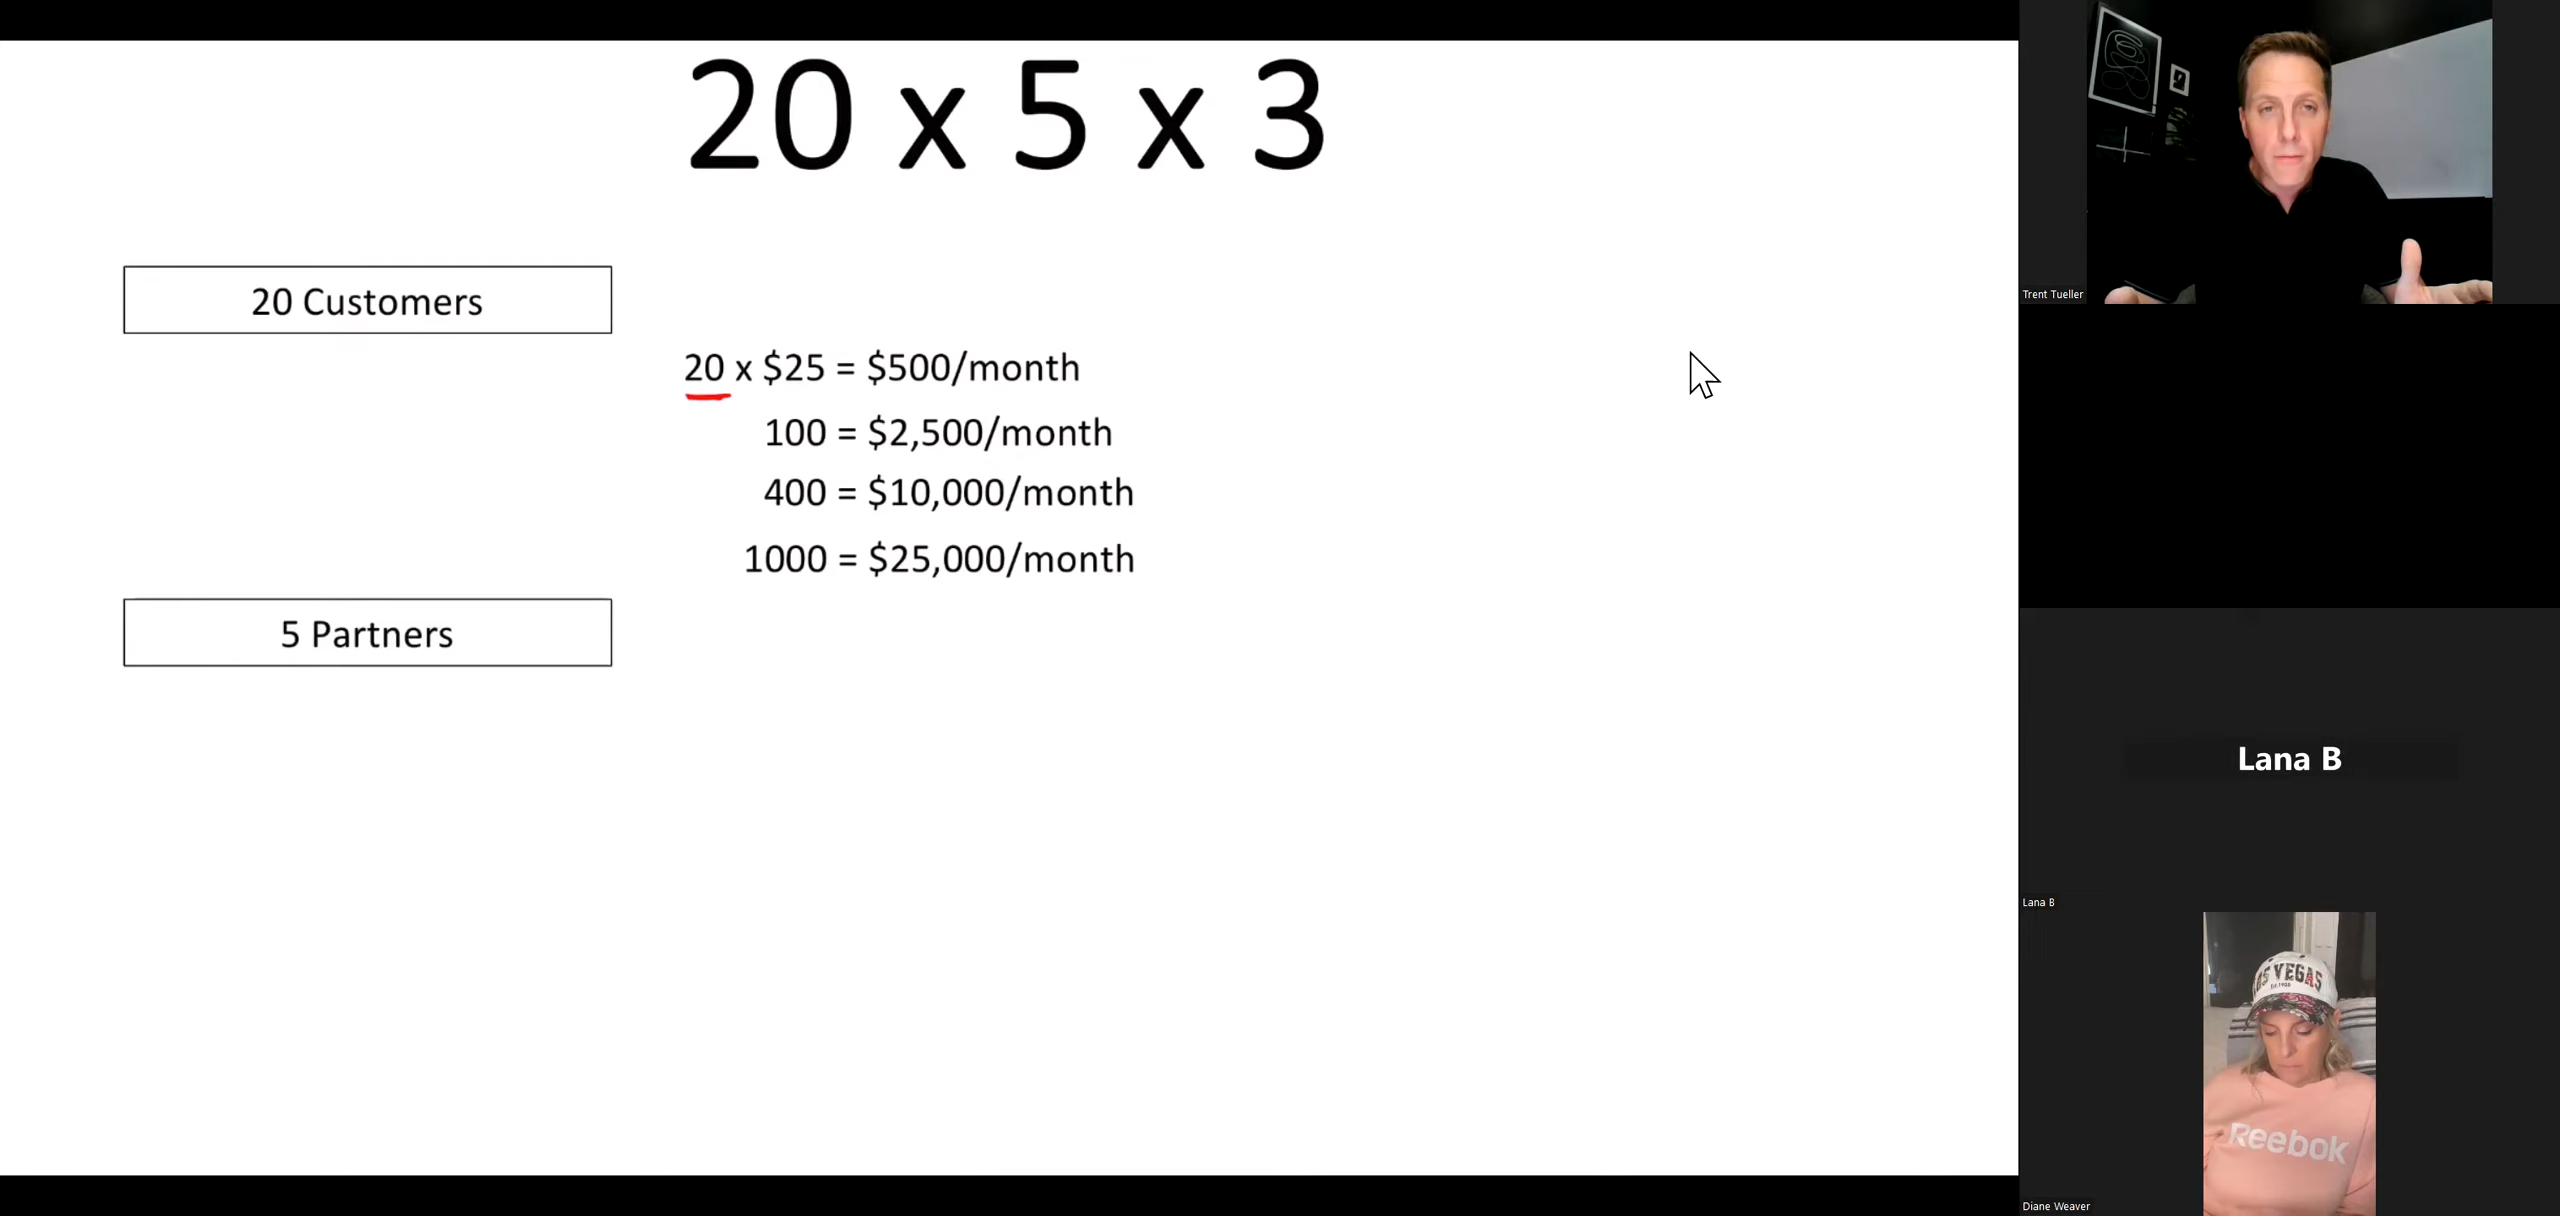 20 x 5 x 3
20 Customers
20 x $25 = $500/month
100 = $2,500/month
400 = $10,000/month
1000 = $25,000/month
5 Partners
Trent Tueller
Lana B
Lana B
VEGAS
Reebok
Diane Weaver